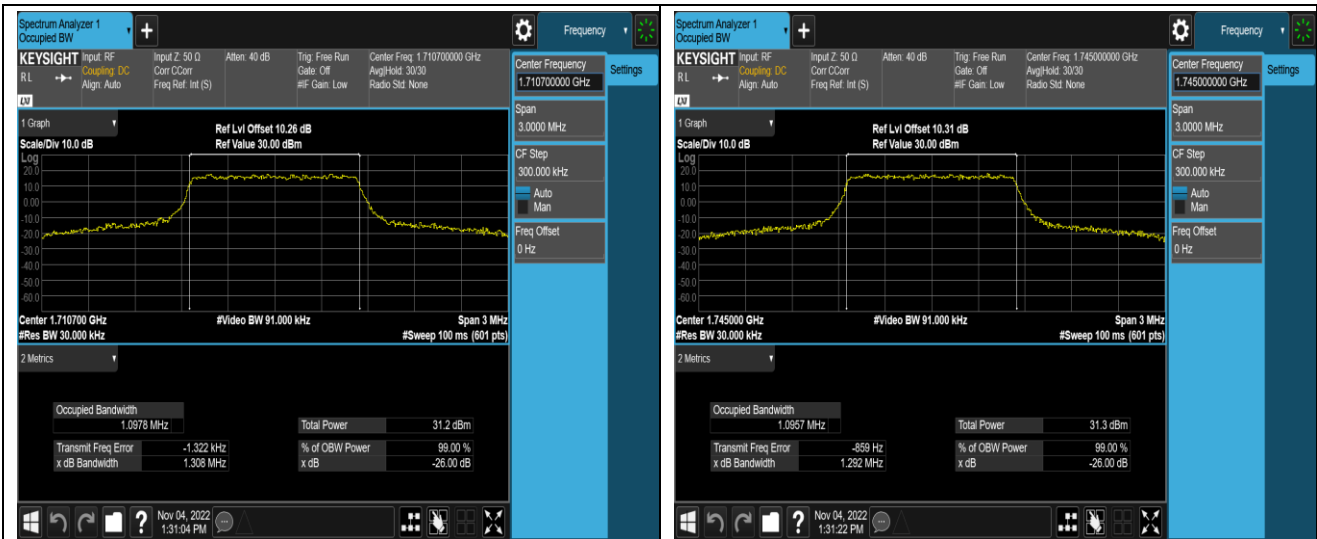 Spectrum Analyzer 1
Occupied BW
+
Frequency
KEYSIGHT
RL
LXI
Input: RF
Coupling: DC
Align: Auto
Input Z: 50 Ω
Corr CCorr
Freq Ref: Int (S)
Atten: 40 dB
Trig: Free Run
Gate: Off
#IF Gain: Low
Center Freq: 1.710700000 GHz
Avg|Hold: 30/30
Radio Std: None
Center Frequency
1.710700000 GHz
Settings
Span
3.0000 MHz
CF Step
300.000 kHz
Auto
Man
Freq Offset
0 Hz
1 Graph
Scale/Div 10.0 dB
Ref Lvl Offset 10.26 dB
Ref Value 30.00 dBm
Log
20.0
10.0
0.00
-10.0
-20.0
-30.0
-40.0
-50.0
-60.0
Center 1.710700 GHz
#Video BW 91.000 kHz
Span 3 MHz
#Res BW 30.000 kHz
#Sweep 100 ms (601 pts)
2 Metrics
Occupied Bandwidth
1.0978 MHz
Total Power 31.2 dBm
Transmit Freq Error -1.322 kHz
% of OBW Power 99.00 %
x dB Bandwidth 1.308 MHz
x dB -26.00 dB
?
Nov 04, 2022
1:31:04 PM
Spectrum Analyzer 1
Occupied BW
+
Frequency
KEYSIGHT
RL
LXI
Input: RF
Coupling: DC
Align: Auto
Input Z: 50 Ω
Corr CCorr
Freq Ref: Int (S)
Atten: 40 dB
Trig: Free Run
Gate: Off
#IF Gain: Low
Center Freq: 1.745000000 GHz
Avg|Hold: 30/30
Radio Std: None
Center Frequency
1.745000000 GHz
Settings
Span
3.0000 MHz
CF Step
300.000 kHz
Auto
Man
Freq Offset
0 Hz
1 Graph
Scale/Div 10.0 dB
Ref Lvl Offset 10.31 dB
Ref Value 30.00 dBm
Log
20.0
10.0
0.00
-10.0
-20.0
-30.0
-40.0
-50.0
-60.0
Center 1.745000 GHz
#Video BW 91.000 kHz
Span 3 MHz
#Res BW 30.000 kHz
#Sweep 100 ms (601 pts)
2 Metrics
Occupied Bandwidth
1.0957 MHz
Total Power 31.3 dBm
Transmit Freq Error -859 Hz
% of OBW Power 99.00 %
x dB Bandwidth 1.292 MHz
x dB -26.00 dB
?
Nov 04, 2022
1:31:22 PM